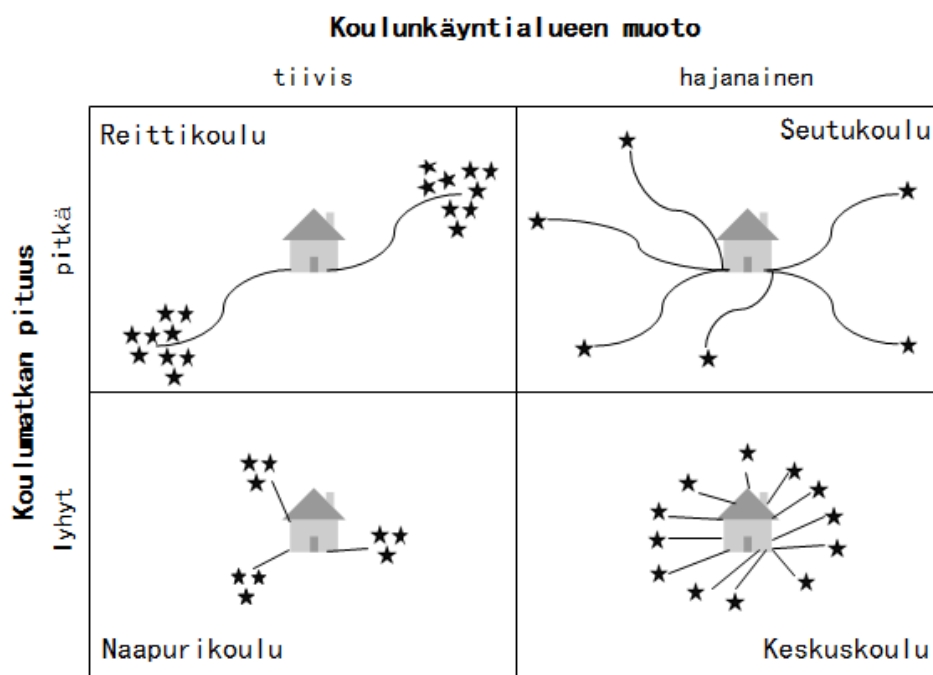 Koulunkäyntialueen muoto
tiivis
hajanainen
Reittikoulu
Seutukoulu
Koulumatkan pituus
pitkä
lyhyt
Naapurikoulu
Keskuskoulu